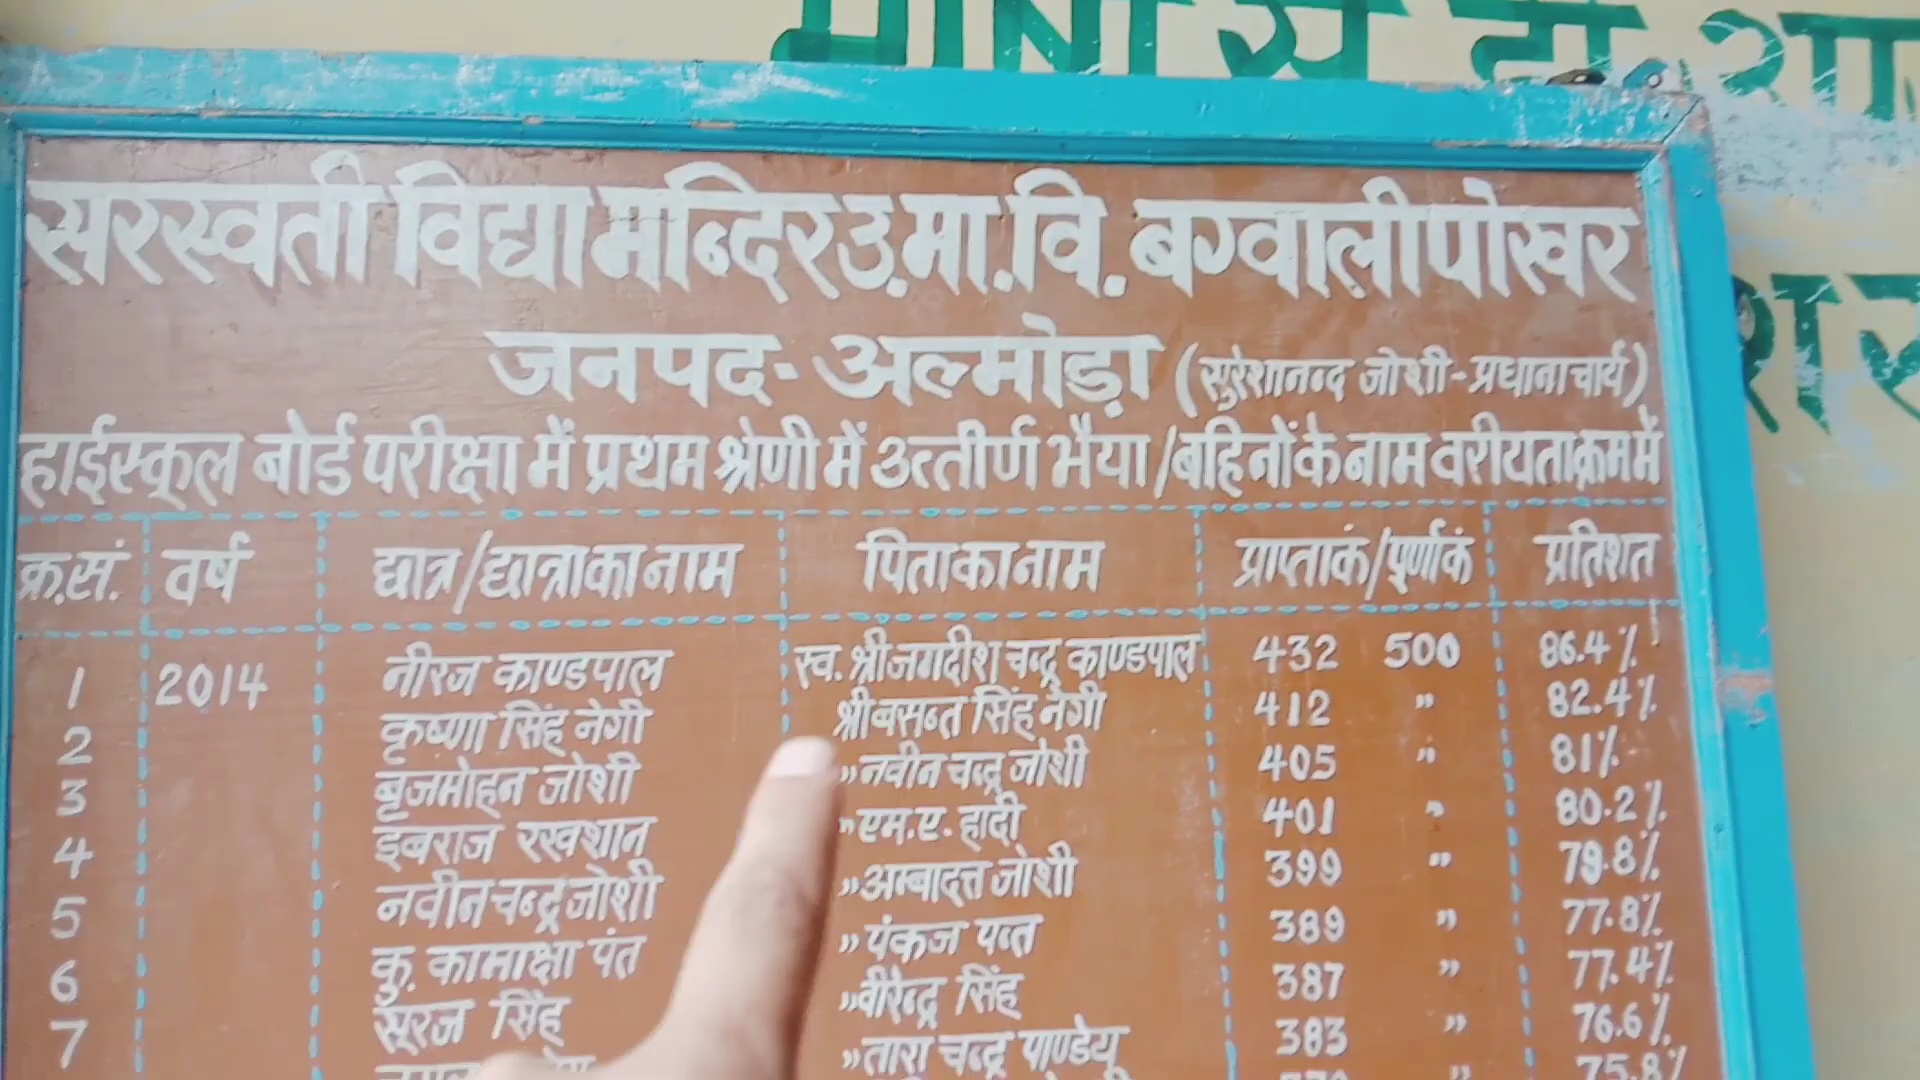 सरस्वती विद्या मन्दिर उ.मा.वि. बग्वालीपोखर
जनपद- अल्मोड़ा (सुरेशानन्द जोशी-प्रधानाचार्य)
हाईस्कूल बोर्ड परीक्षा में प्रथम श्रेणी में उत्तीर्ण भैया/बहिनों के नाम वरीयता क्रम में
क्र.सं. वर्ष छात्र/छात्रा का नाम पिता का नाम प्राप्ताकं/पूर्णाकं प्रतिशत
1 2014 नीरज काण्डपाल स्व. श्री जगदीश चन्द्र काण्डपाल 432 500 86.4%
2 कृष्णा सिंह नेगी श्री बसन्त सिंह नेगी 412 " 82.4%
3 बृजमोहन जोशी " नवीन चन्द्र जोशी 405 " 81%
4 इबराज रखशान " एम.ए. हादी 401 " 80.2%
5 नवीन चन्द्र जोशी " अम्बादत्त जोशी 399 " 79.8%
6 कु. कामाक्षा पंत " पंकज पन्त 389 " 77.8%
7 सूरज सिंह " वीरेन्द्र सिंह 387 " 77.4%
" तारा चन्द्र पाण्डेय 383 " 76.6%
75.8%